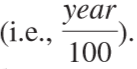 (i.e., year/100).